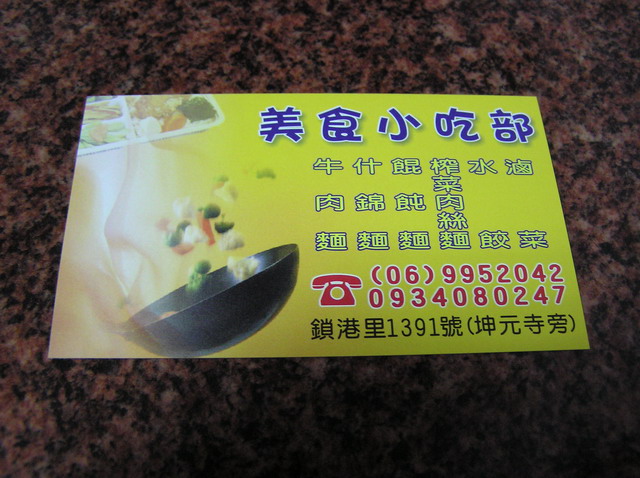 美食小吃部
牛肉麵
什錦麵
餛飩麵
榨菜肉絲麵
水餃
滷菜
(06)9952042
0934080247
鎖港里1391號(坤元寺旁)